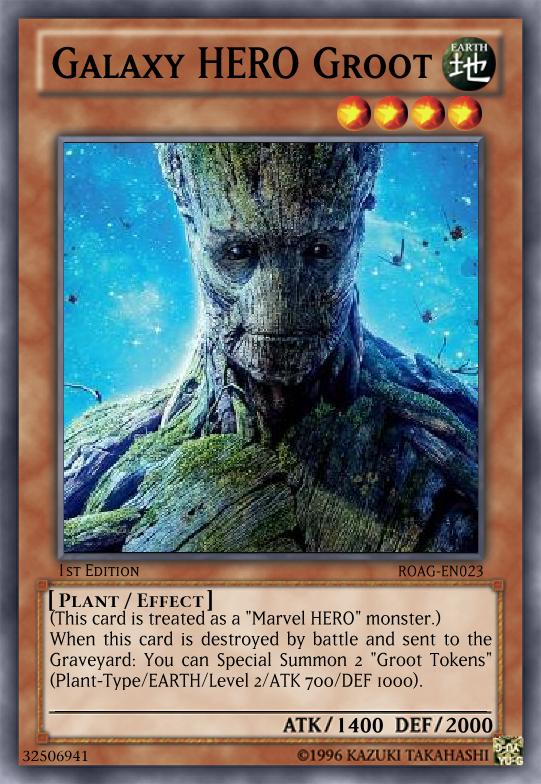 Galaxy HERO Groot
EARTH
地
1st Edition
ROAG-EN023
[ Plant / Effect ]
(This card is treated as a "Marvel HERO" monster.)
When this card is destroyed by battle and sent to the
Graveyard: You can Special Summon 2 "Groot Tokens"
(Plant-Type/EARTH/Level 2/ATK 700/DEF 1000).
ATK / 1400 DEF / 2000
32506941
©1996 KAZUKI TAKAHASHI